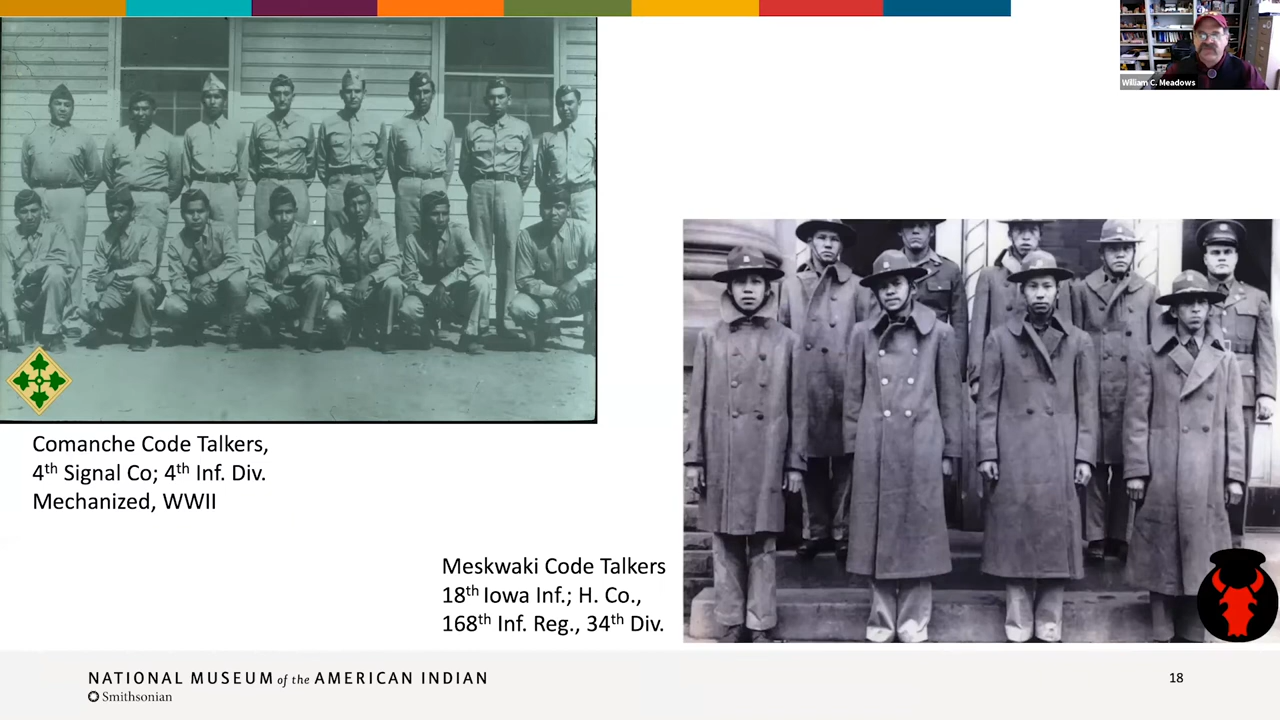 William C. Meadows
Comanche Code Talkers,
4th Signal Co; 4th Inf. Div.
Mechanized, WWII
Meskwaki Code Talkers
18th Iowa Inf.; H. Co.,
168th Inf. Reg., 34th Div.
NATIONAL MUSEUM of the AMERICAN INDIAN
Smithsonian
18